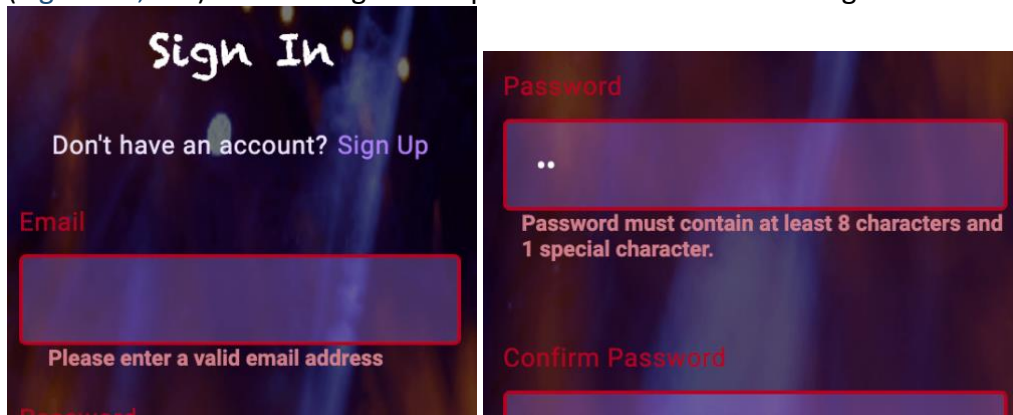 Sign In
Don't have an account? Sign Up
Email
Please enter a valid email address
Password
Password
••
Password must contain at least 8 characters and
1 special character.
Confirm Password